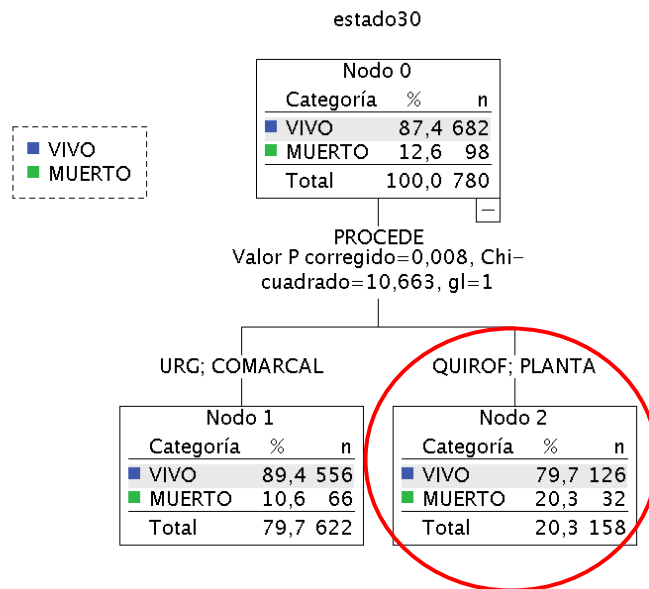 estado30
Nodo 0
Categoría % n
VIVO 87,4 682
MUERTO 12,6 98
Total 100,0 780
VIVO
MUERTO
PROCEDE
Valor P corregido=0,008, Chi-
cuadrado=10,663, gl=1
URG; COMARCAL
QUIROF; PLANTA
Nodo 1
Categoría % n
VIVO 89,4 556
MUERTO 10,6 66
Total 79,7 622
Nodo 2
Categoría % n
VIVO 79,7 126
MUERTO 20,3 32
Total 20,3 158